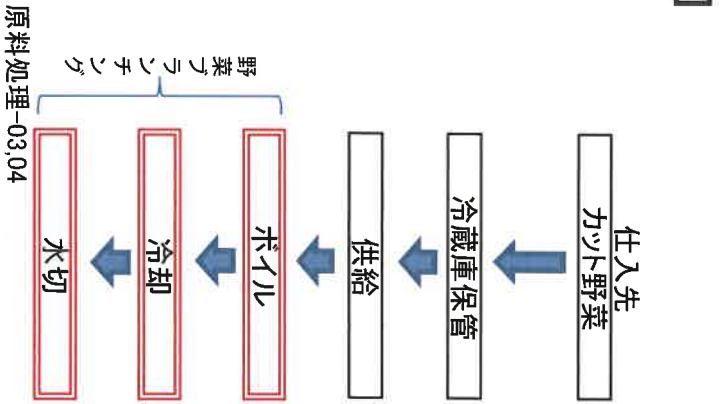 仕入先
カット野菜
冷蔵庫保管
供給
ボイル
冷却
水切
野菜ブランチング
原料処理-03,04